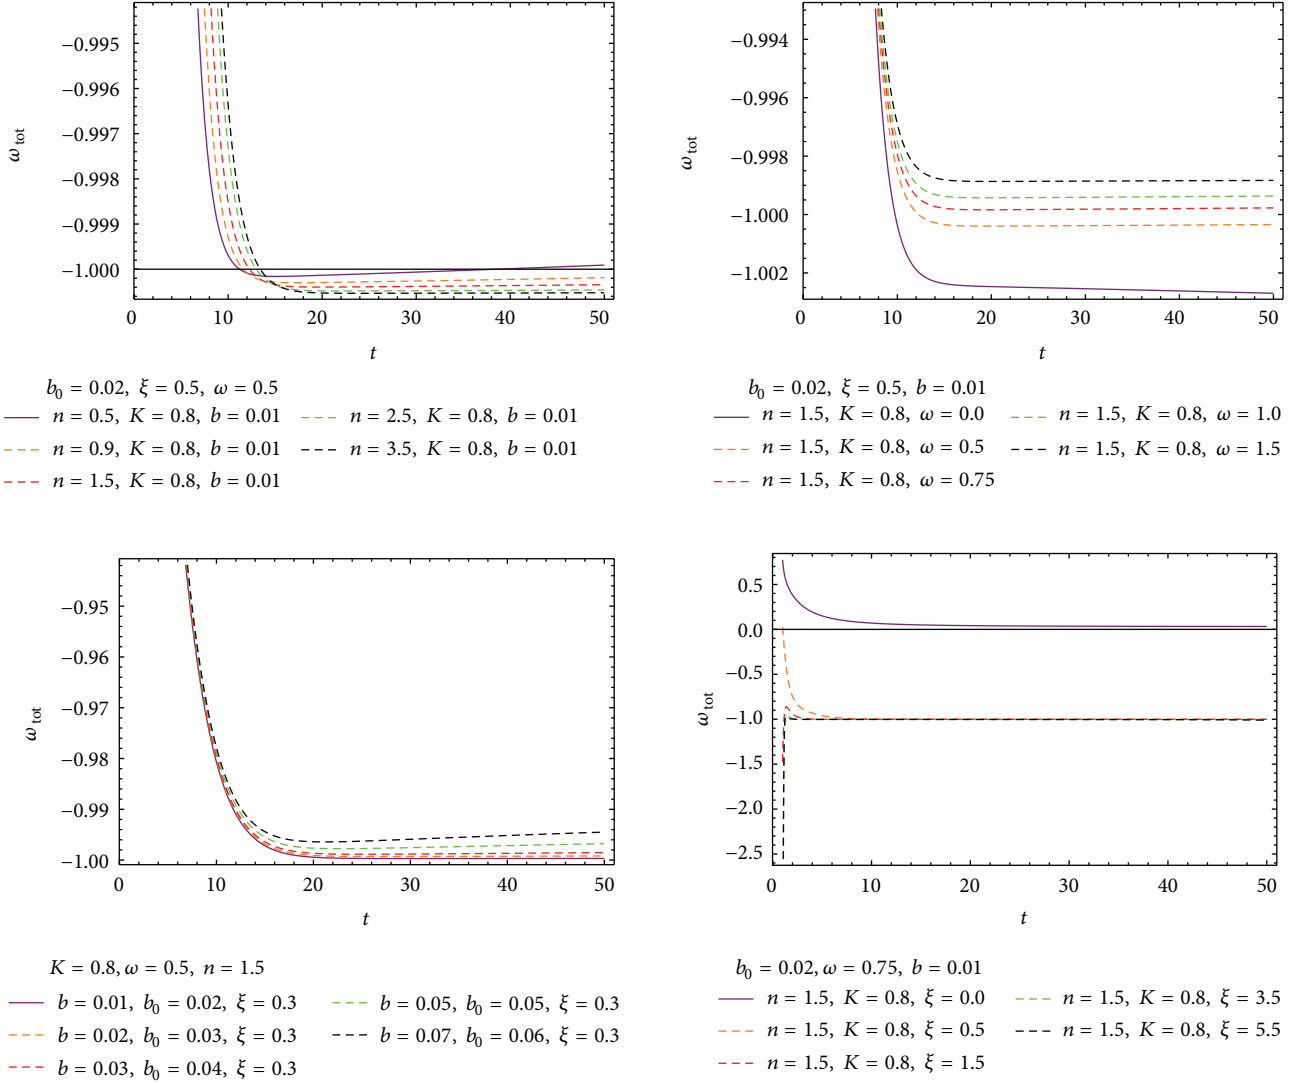 −0.995
−0.996
−0.997
−0.998
−0.999
−1.000
ω_tot
0 10 20 30 40 50
t
b₀ = 0.02, ξ = 0.5, ω = 0.5
n = 0.5, K = 0.8, b = 0.01
n = 0.9, K = 0.8, b = 0.01
n = 1.5, K = 0.8, b = 0.01
n = 2.5, K = 0.8, b = 0.01
n = 3.5, K = 0.8, b = 0.01
−0.994
−0.996
−0.998
−1.000
−1.002
ω_tot
0 10 20 30 40 50
t
b₀ = 0.02, ξ = 0.5, b = 0.01
n = 1.5, K = 0.8, ω = 0.0
n = 1.5, K = 0.8, ω = 0.5
n = 1.5, K = 0.8, ω = 0.75
n = 1.5, K = 0.8, ω = 1.0
n = 1.5, K = 0.8, ω = 1.5
−0.95
−0.96
−0.97
−0.98
−0.99
−1.00
ω_tot
0 10 20 30 40 50
t
K = 0.8, ω = 0.5, n = 1.5
b = 0.01, b₀ = 0.02, ξ = 0.3
b = 0.02, b₀ = 0.03, ξ = 0.3
b = 0.03, b₀ = 0.04, ξ = 0.3
b = 0.05, b₀ = 0.05, ξ = 0.3
b = 0.07, b₀ = 0.06, ξ = 0.3
0.5
0.0
−0.5
−1.0
−1.5
−2.0
−2.5
ω_tot
0 10 20 30 40 50
t
b₀ = 0.02, ω = 0.75, b = 0.01
n = 1.5, K = 0.8, ξ = 0.0
n = 1.5, K = 0.8, ξ = 0.5
n = 1.5, K = 0.8, ξ = 1.5
n = 1.5, K = 0.8, ξ = 3.5
n = 1.5, K = 0.8, ξ = 5.5